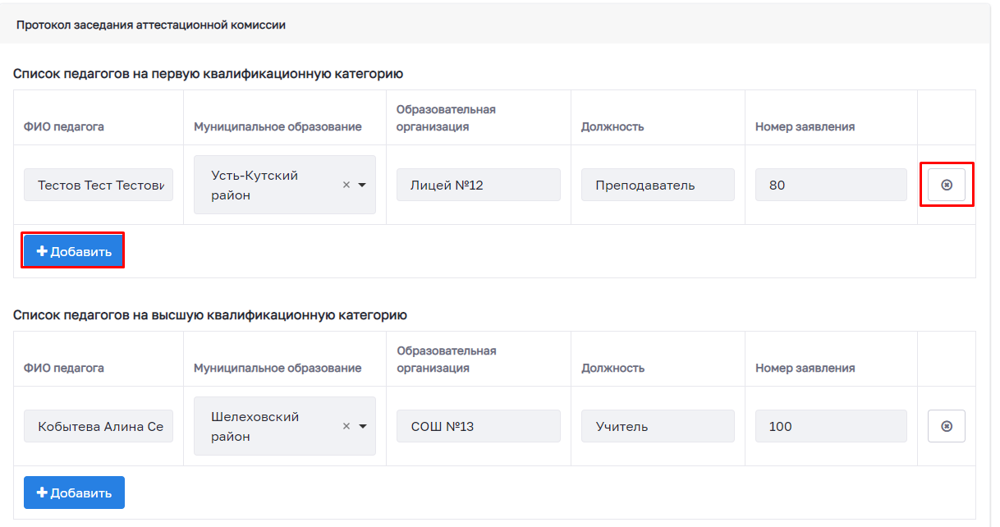 Протокол заседания аттестационной комиссии
Список педагогов на первую квалификационную категорию
ФИО педагога
Муниципальное образование
Образовательная
организация
Должность
Номер заявления
Тестов Тест Тестови
Усть-Кутский
район
Лицей №12
Преподаватель
80
Добавить
Список педагогов на высшую квалификационную категорию
ФИО педагога
Муниципальное образование
Образовательная
организация
Должность
Номер заявления
Кобытева Алина Се
Шелеховский
район
СОШ №13
Учитель
100
Добавить